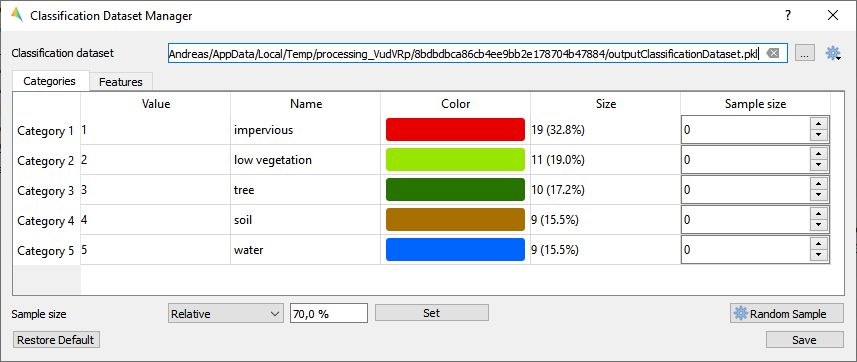 Classification Dataset Manager
Classification dataset Andreas/AppData/Local/Temp/processing_VudVRp/8bdbdbca86cb4ee9bb2e178704b47884/outputClassificationDataset.pkl ...
Categories Features
Value Name Color Size Sample size
Category 1 1 impervious 19 (32.8%) 0
Category 2 2 low vegetation 11 (19.0%) 0
Category 3 3 tree 10 (17.2%) 0
Category 4 4 soil 9 (15.5%) 0
Category 5 5 water 9 (15.5%) 0
Sample size Relative 70,0 % Set Random Sample
Restore Default Save